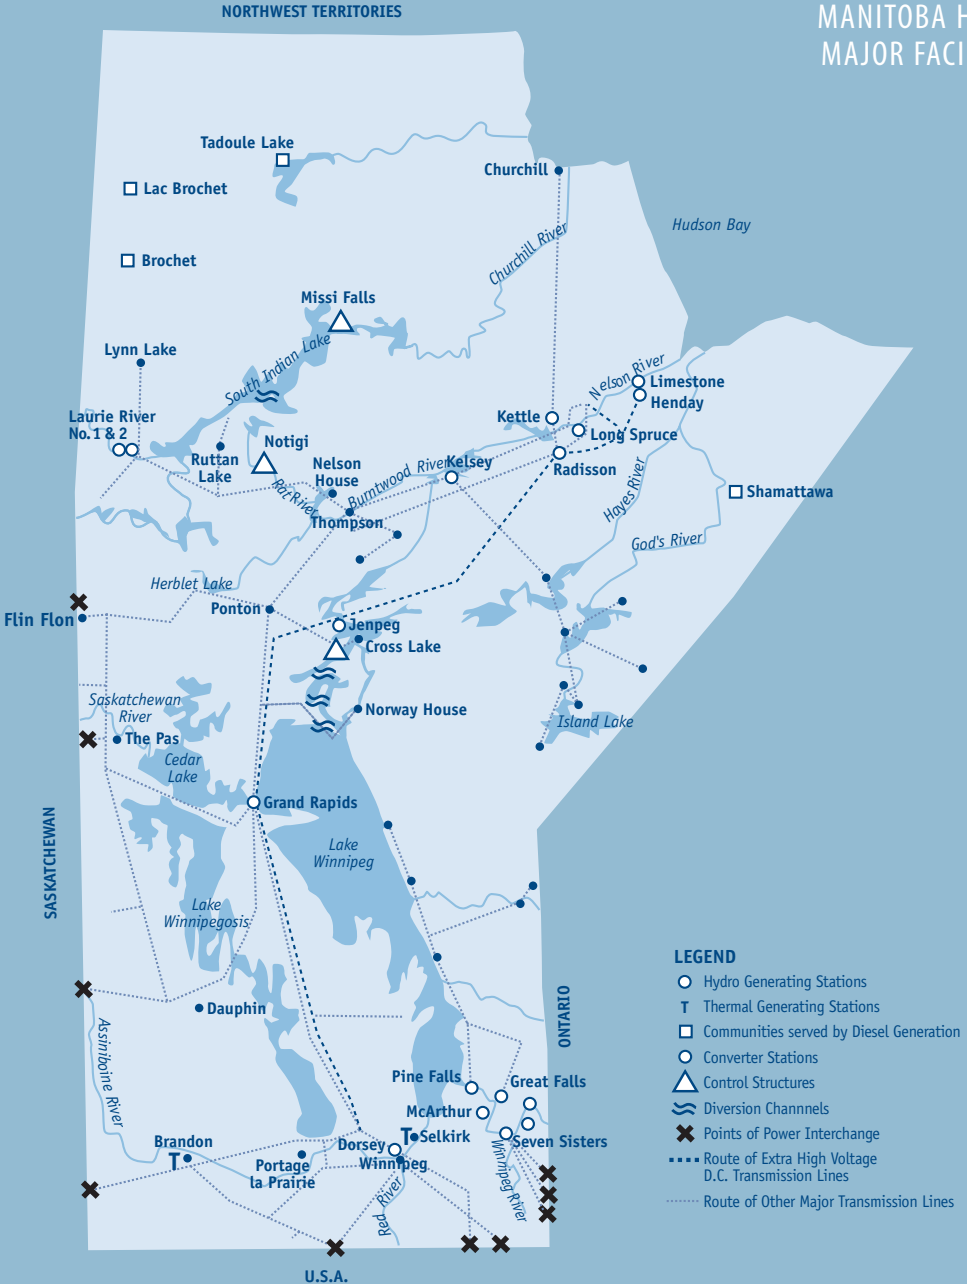 NORTHWEST TERRITORIES
MANITOBA H
MAJOR FACI
Tadoule Lake
Churchill
Lac Brochet
Hudson Bay
Churchill River
Brochet
Missi Falls
South Indian Lake
Lynn Lake
Nelson River
Limestone
Henday
Laurie River
No. 1 & 2
Kettle
Long Spruce
Notigi
Ruttan
Lake
Nelson
House
Burntwood River
Kelsey
Radisson
Rat River
Hayes River
Shamattawa
Thompson
God's River
Herblet Lake
Ponton
Flin Flon
Jenpeg
Cross Lake
Saskatchewan
River
Norway House
Island Lake
The Pas
Cedar
Lake
Grand Rapids
SASKATCHEWAN
Lake
Winnipeg
Lake
Winnipegosis
Dauphin
ONTARIO
Assiniboine River
Pine Falls
Great Falls
McArthur
Selkirk
Seven Sisters
Brandon
T
T
Dorsey
Winnipeg
Portage
la Prairie
Winnipeg River
Red River
U.S.A.
LEGEND
Hydro Generating Stations
T Thermal Generating Stations
Communities served by Diesel Generation
Converter Stations
Control Structures
Diversion Channnels
Points of Power Interchange
Route of Extra High Voltage
D.C. Transmission Lines
Route of Other Major Transmission Lines